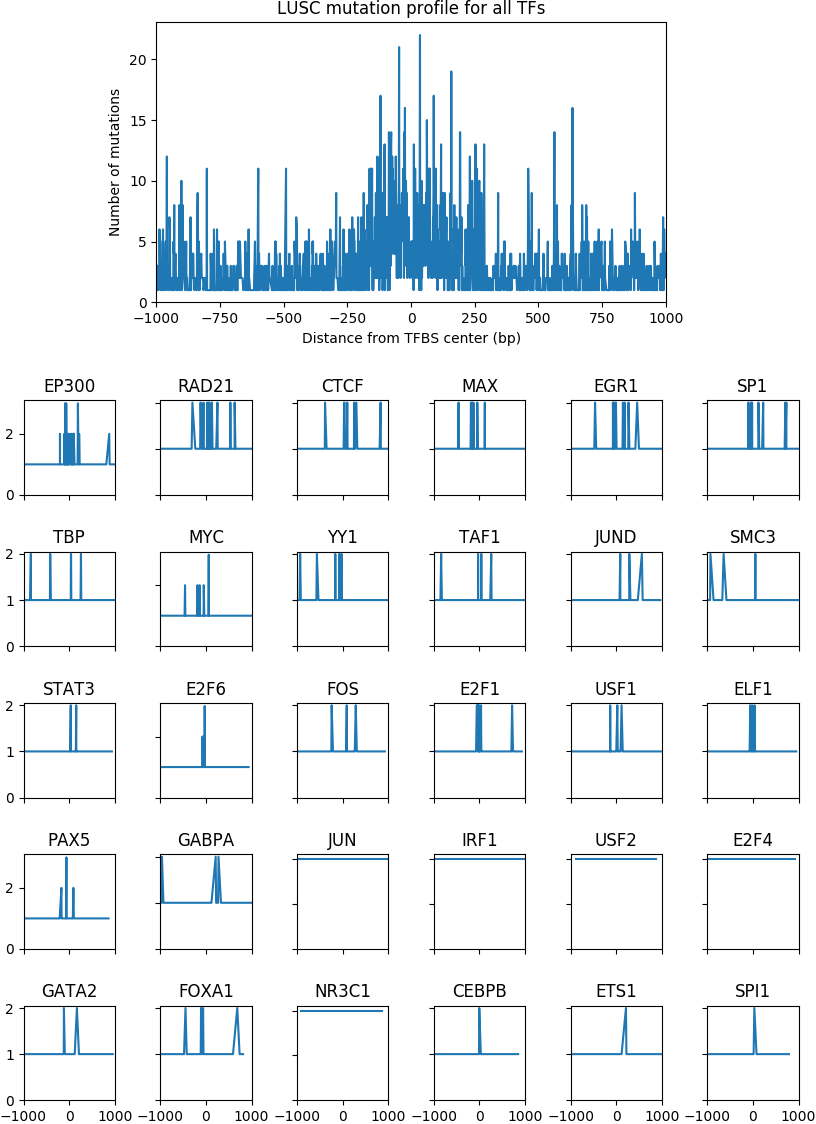 LUSC mutation profile for all TFs
Number of mutations
20
15
10
5
0
−1000 −750 −500 −250 0 250 500 750 1000
Distance from TFBS center (bp)
EP300 RAD21 CTCF MAX EGR1 SP1
2
0
TBP MYC YY1 TAF1 JUND SMC3
2
1
0
STAT3 E2F6 FOS E2F1 USF1 ELF1
2
1
0
PAX5 GABPA JUN IRF1 USF2 E2F4
2
0
GATA2 FOXA1 NR3C1 CEBPB ETS1 SPI1
2
1
0
−1000 0 1000 −1000 0 1000 −1000 0 1000 −1000 0 1000 −1000 0 1000 −1000 0 1000